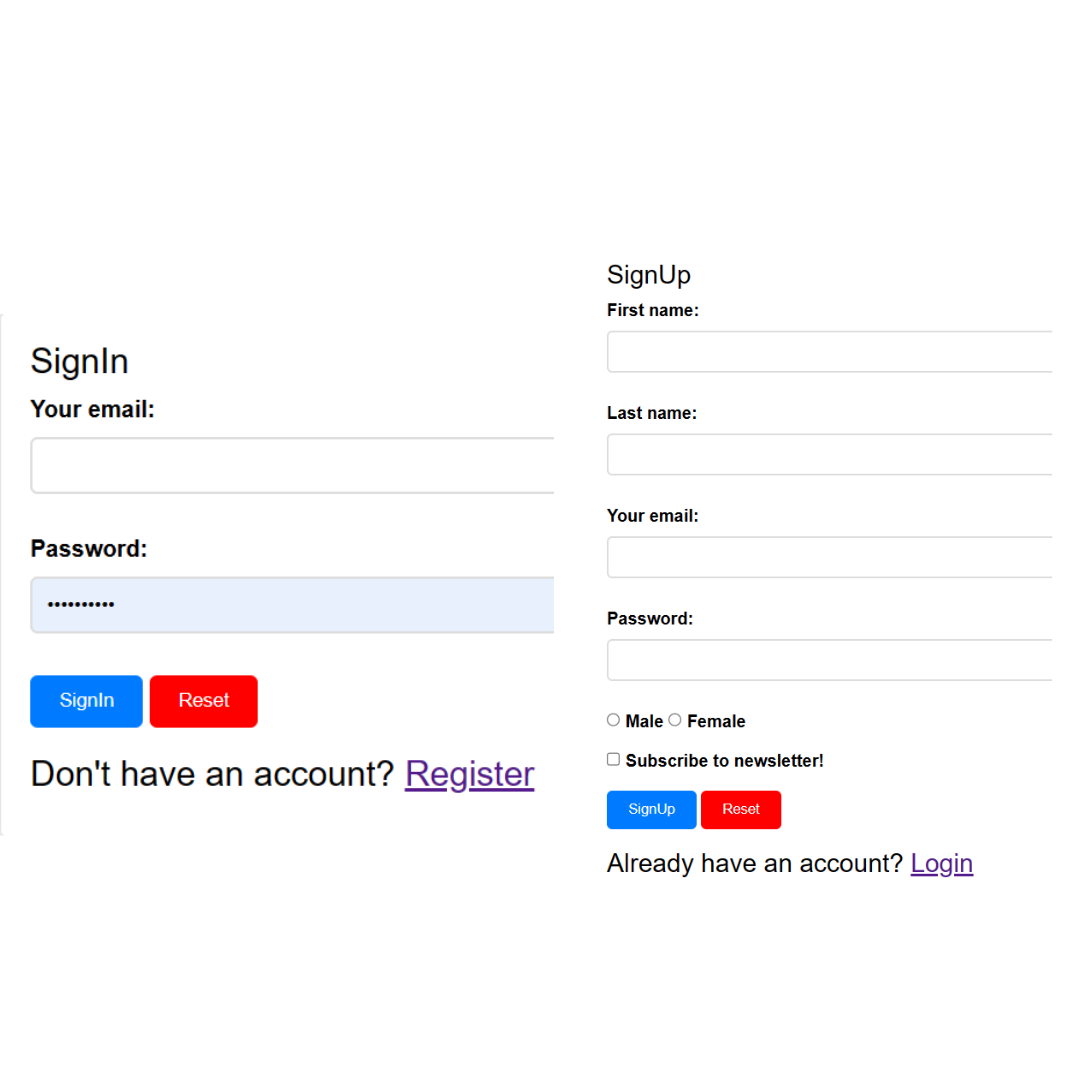 SignIn
Your email:
Password:
••••••••••
SignIn Reset
Don't have an account? Register
SignUp
First name:
Last name:
Your email:
Password:
Male Female
Subscribe to newsletter!
SignUp Reset
Already have an account? Login